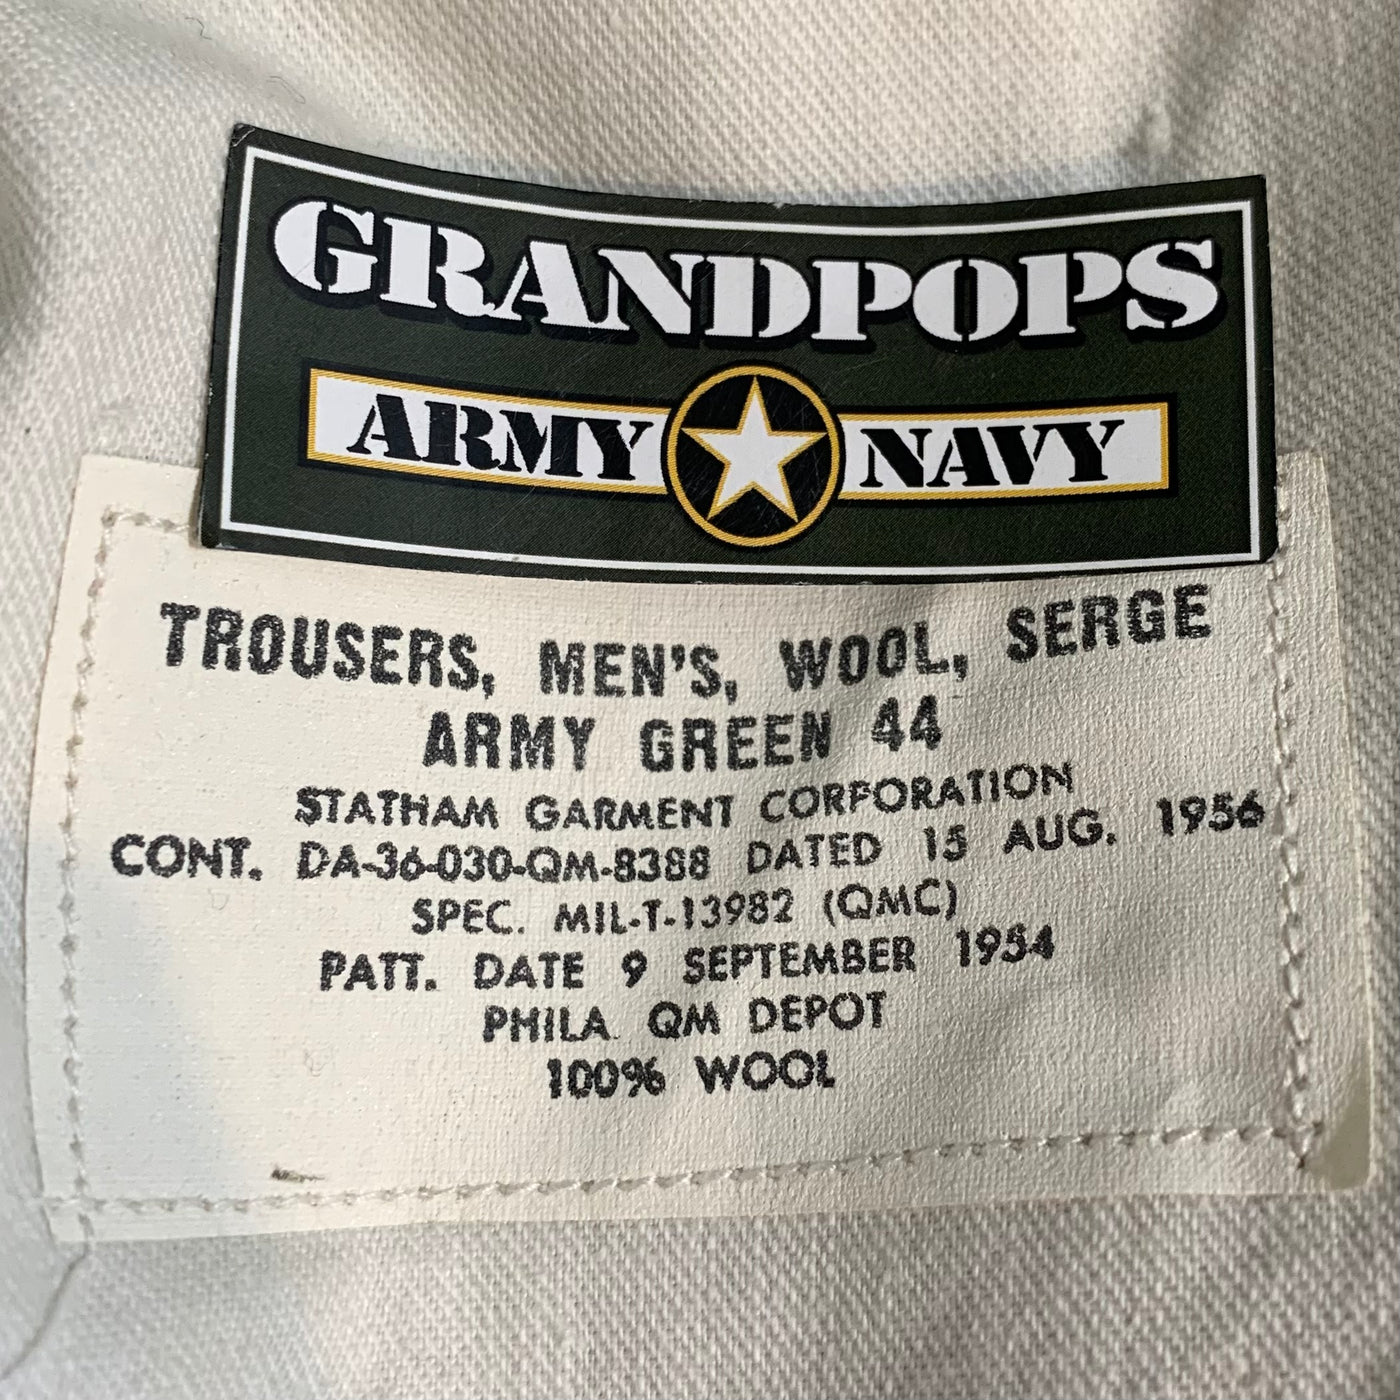 GRANDPOPS
ARMY NAVY
TROUSERS, MEN'S, WOOL, SERGE
ARMY GREEN 44
STATHAM GARMENT CORPORATION
CONT. DA-36-030-QM-8388 DATED 15 AUG. 1956
SPEC. MIL-T-13982 (QMC)
PATT. DATE 9 SEPTEMBER 1954
PHILA. QM DEPOT
100% WOOL